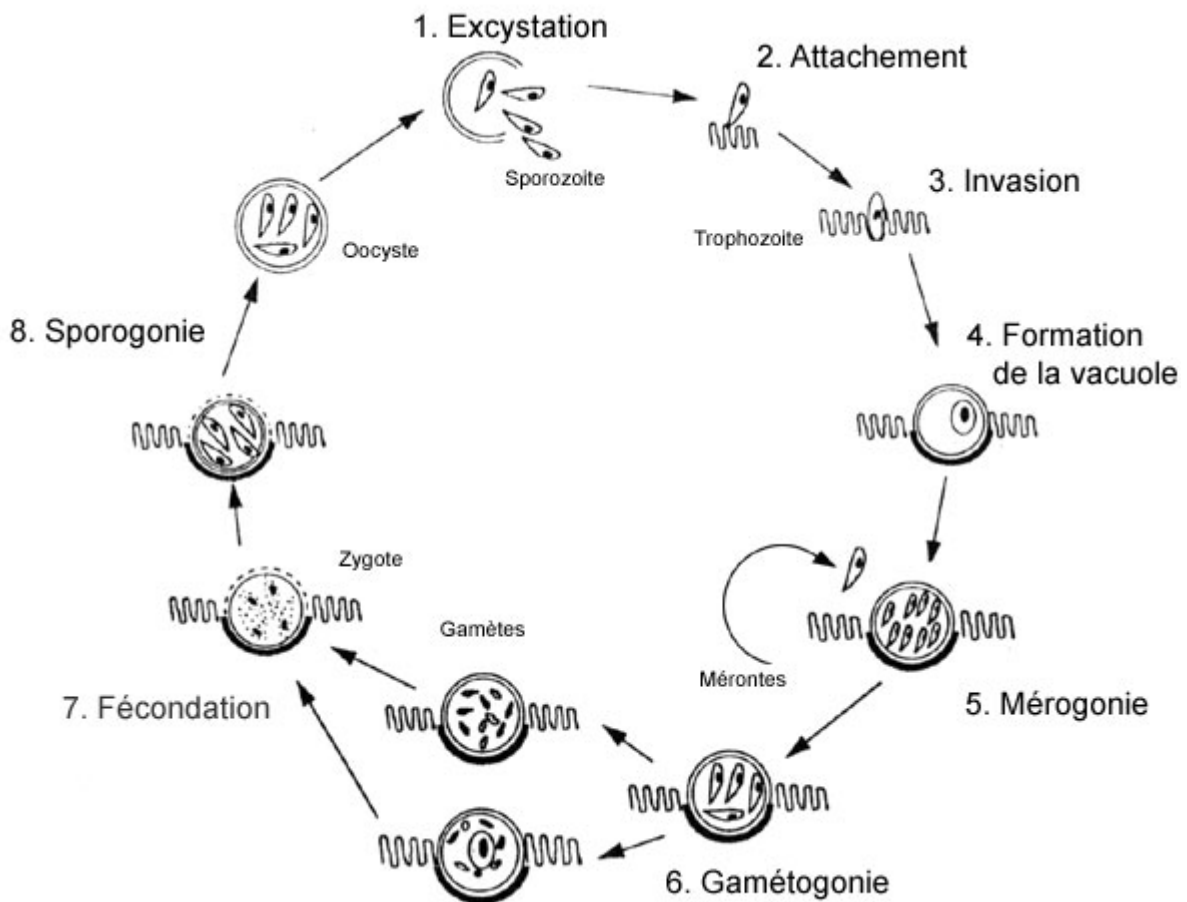 1. Excystation
2. Attachement
Sporozoite
3. Invasion
Trophozoite
Oocyste
8. Sporogonie
4. Formation
de la vacuole
Zygote
Gamètes
Mérontes
5. Mérogonie
7. Fécondation
6. Gamétogonie